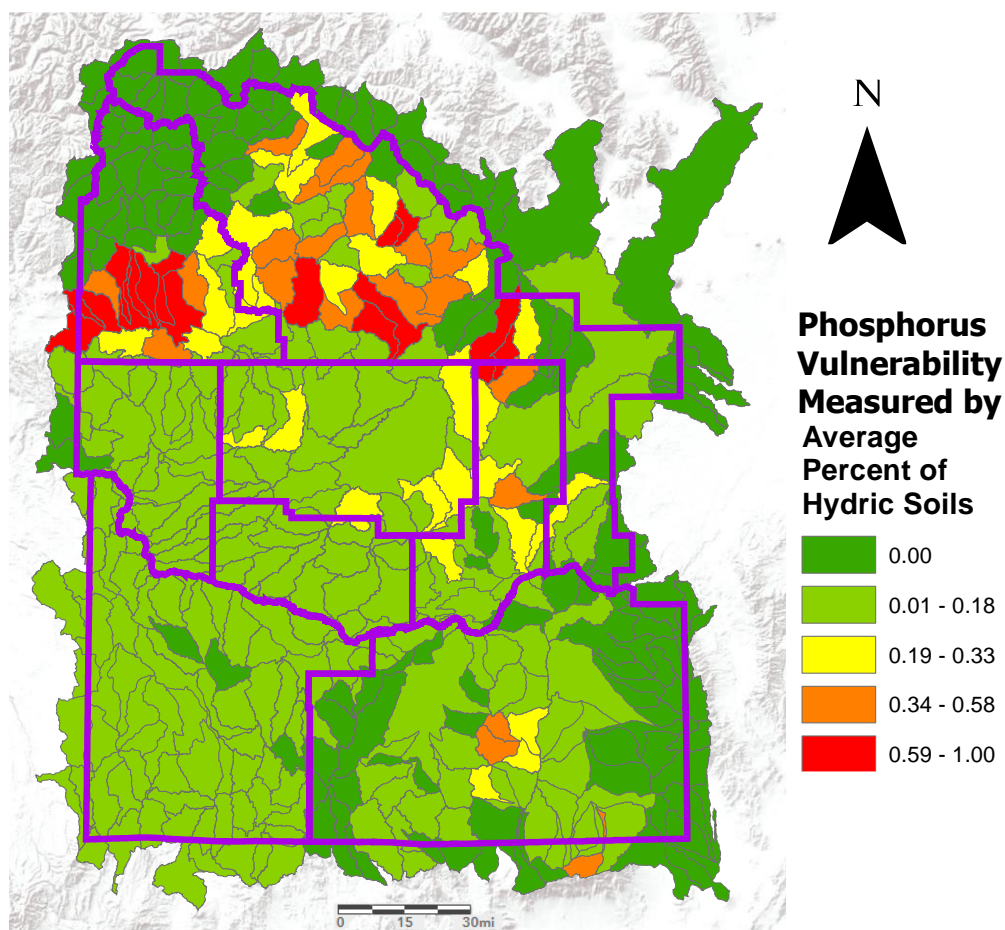 N
Phosphorus
Vulnerability
Measured by
Average
Percent of
Hydric Soils
0.00
0.01 - 0.18
0.19 - 0.33
0.34 - 0.58
0.59 - 1.00
0 15 30mi